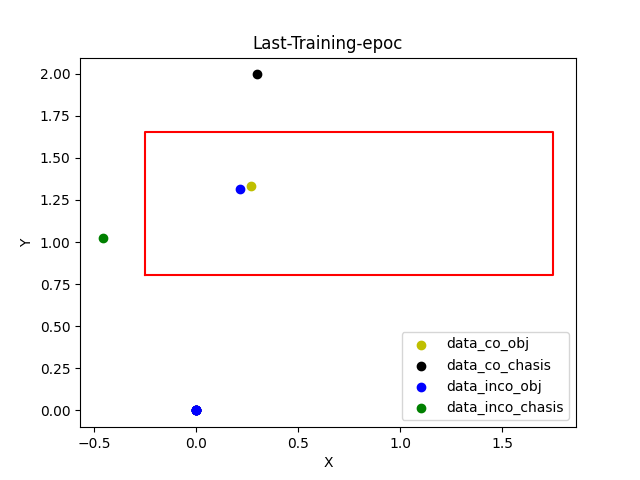 Last-Training-epoc
2.00
1.75
1.50
1.25
1.00
0.75
0.50
0.25
0.00
Y
data_co_obj
data_co_chasis
data_inco_obj
data_inco_chasis
−0.5
0.0
0.5
1.0
1.5
X